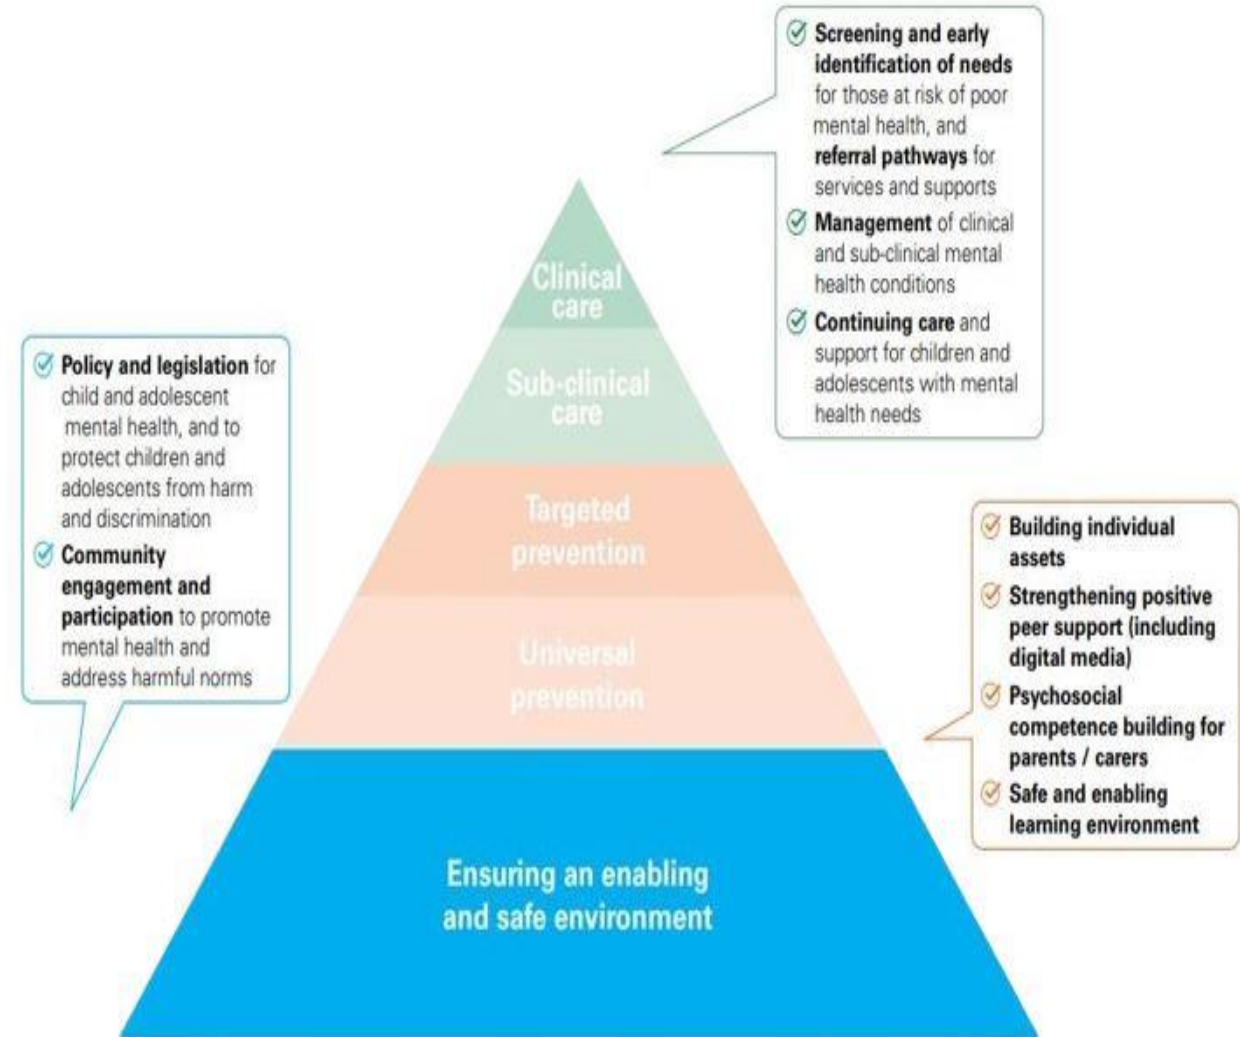 Screening and early
identification of needs
for those at risk of poor
mental health, and
referral pathways for
services and supports
Management of clinical
and sub-clinical mental
health conditions
Continuing care and
support for children and
adolescents with mental
health needs
Clinical
care
Sub-clinical
care
Targeted
prevention
Universal
prevention
Ensuring an enabling
and safe environment
Policy and legislation for
child and adolescent
mental health, and to
protect children and
adolescents from harm
and discrimination
Community
engagement and
participation to promote
mental health and
address harmful norms
Building individual
assets
Strengthening positive
peer support (including
digital media)
Psychosocial
competence building for
parents / carers
Safe and enabling
learning environment